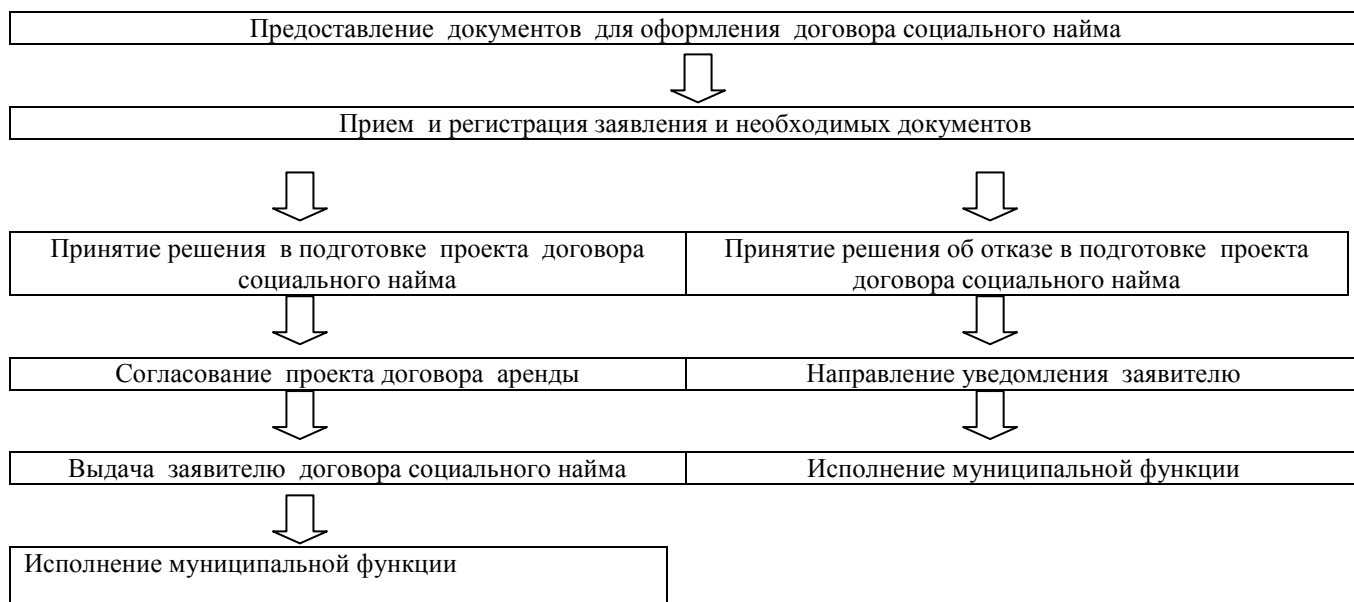 Предоставление документов для оформления договора социального найма
Прием и регистрация заявления и необходимых документов
Принятие решения в подготовке проекта договора
социального найма
Принятие решения об отказе в подготовке проекта
договора социального найма
Согласование проекта договора аренды
Направление уведомления заявителю
Выдача заявителю договора социального найма
Исполнение муниципальной функции
Исполнение муниципальной функции